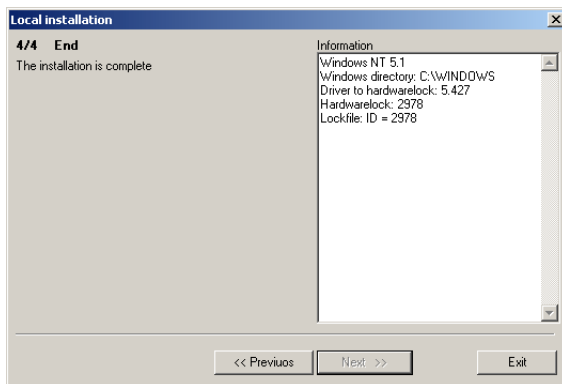 Local installation
4/4 End
The installation is complete
Information
Windows NT 5.1
Windows directory: C:\WINDOWS
Driver to hardwarelock: 5.427
Hardwarelock: 2978
Lockfile: ID = 2978
<< Previuos
Next >>
Exit